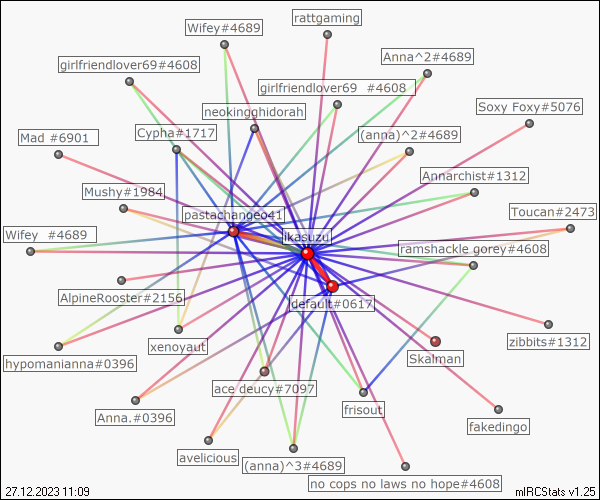 rattgaming
Wifey#4689
Anna^2#4689
girlfriendlover69#4608
girlfriendlover69 #4608
Soxy Foxy#5076
neokingghidorah
Cypha#1717
(anna)^2#4689
Mad #6901
Annarchist#1312
Mushy#1984
pastachangeo41
Toucan#2473
Wifey #4689
ikasuzu
ramshackle gorey#4608
AlpineRooster#2156
default#0617
zibbits#1312
xenoyaut
Skalman
hypomanianna#0396
ace deucy#7097
frisout
Anna.#0396
fakedingo
avelicious
(anna)^3#4689
no cops no laws no hope#4608
27.12.2023 11:09
mIRCStats v1.25